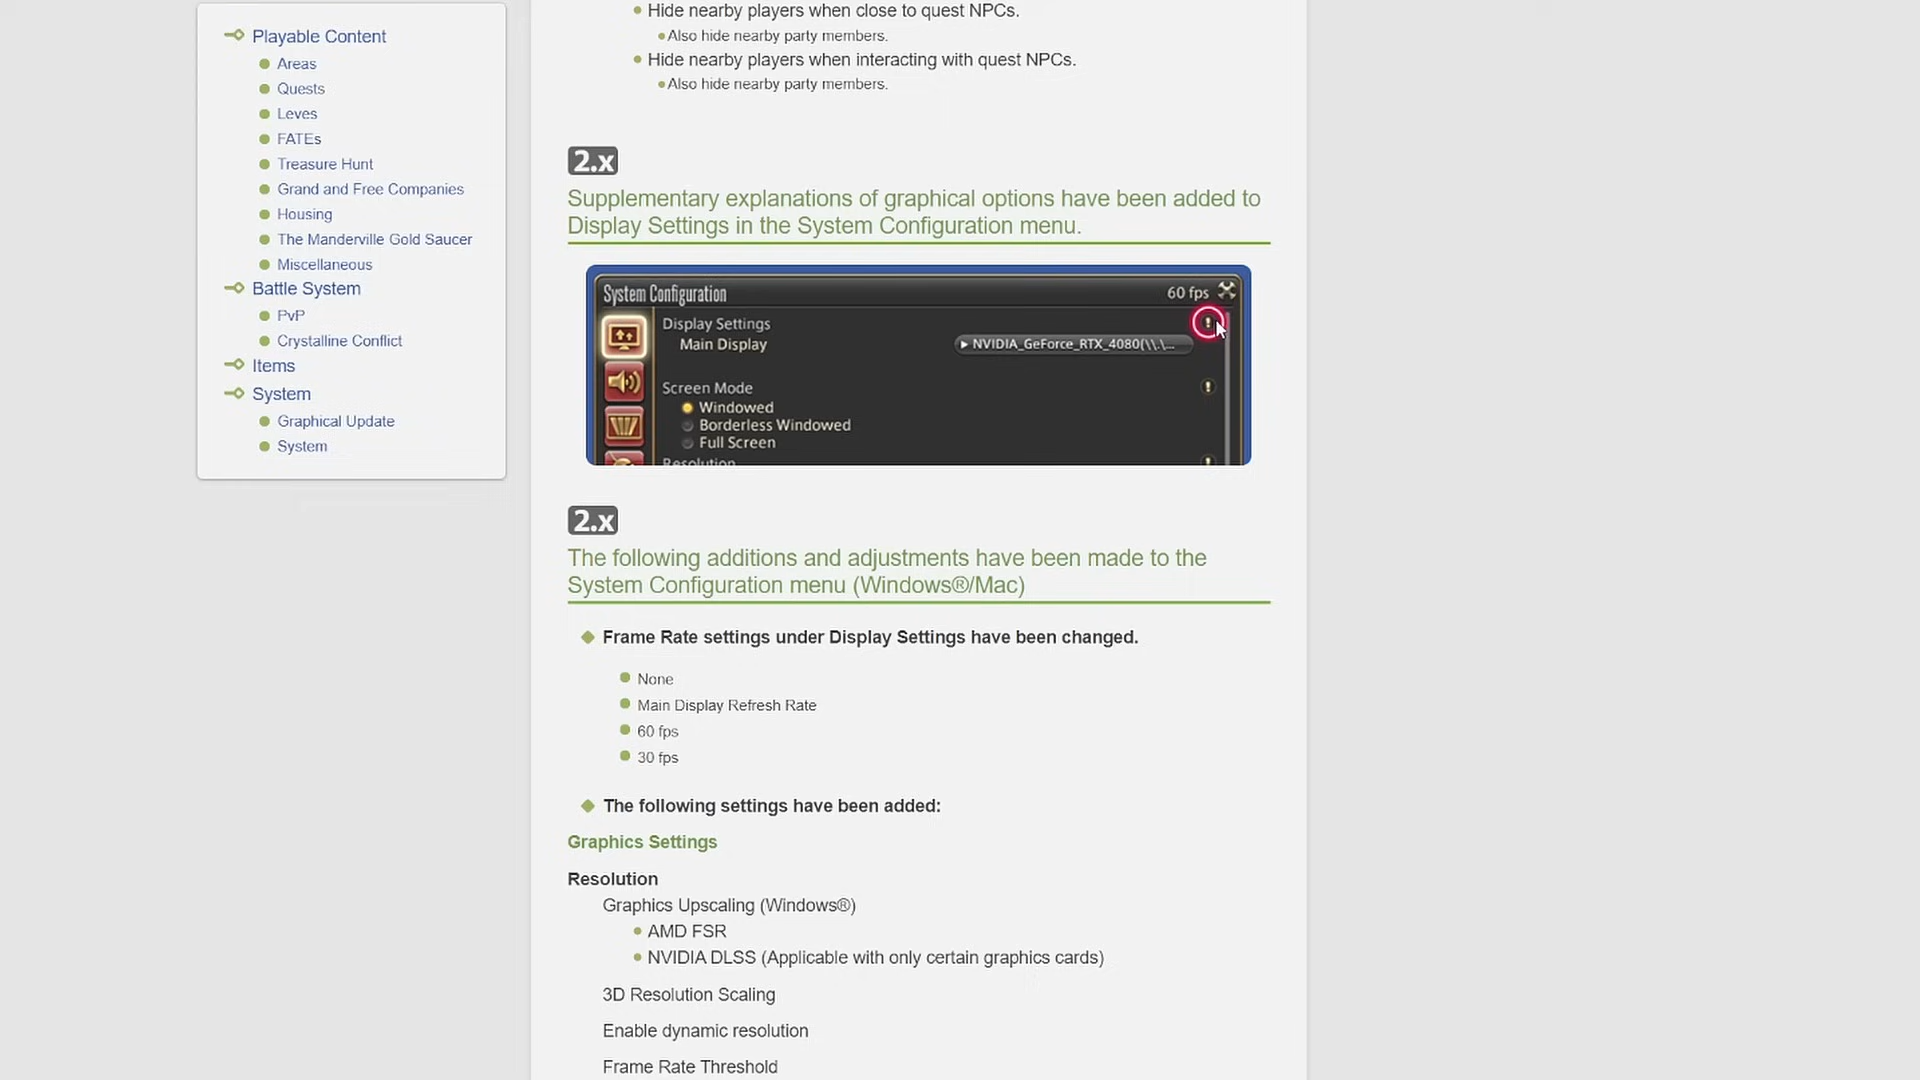 Playable Content
Areas
Quests
Leves
FATEs
Treasure Hunt
Grand and Free Companies
Housing
The Manderville Gold Saucer
Miscellaneous
Battle System
PvP
Crystalline Conflict
Items
System
Graphical Update
System
Hide nearby players when close to quest NPCs.
Also hide nearby party members.
Hide nearby players when interacting with quest NPCs.
Also hide nearby party members.
2.x
Supplementary explanations of graphical options have been added to
Display Settings in the System Configuration menu.
System Configuration 60 fps
Display Settings
Main Display NVIDIA_GeForce_RTX_4080(\\.\...
Screen Mode
Windowed
Borderless Windowed
Full Screen
Resolution
2.x
The following additions and adjustments have been made to the
System Configuration menu (Windows®/Mac)
Frame Rate settings under Display Settings have been changed.
None
Main Display Refresh Rate
60 fps
30 fps
The following settings have been added:
Graphics Settings
Resolution
Graphics Upscaling (Windows®)
AMD FSR
NVIDIA DLSS (Applicable with only certain graphics cards)
3D Resolution Scaling
Enable dynamic resolution
Frame Rate Threshold